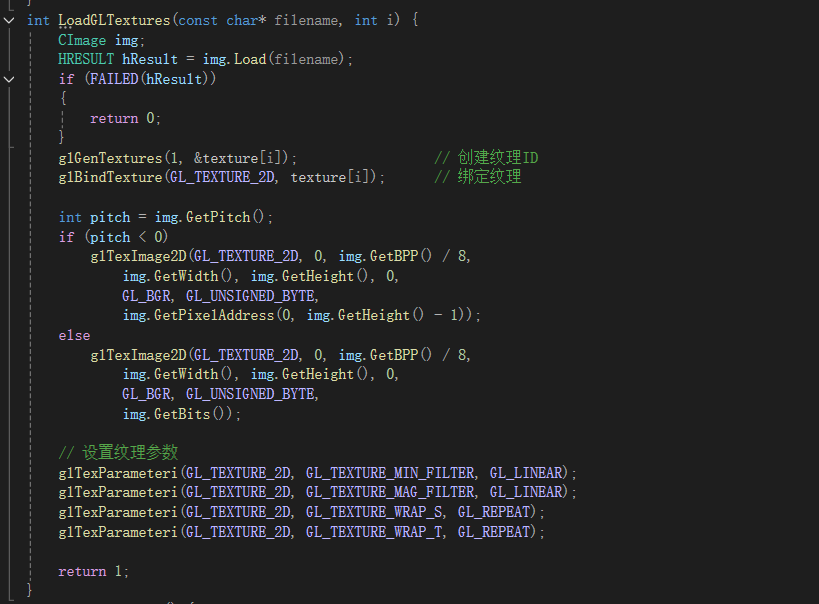 int LoadGLTextures(const char* filename, int i) {
CImage img;
HRESULT hResult = img.Load(filename);
if (FAILED(hResult))
{
return 0;
}
glGenTextures(1, &texture[i]); // 创建纹理ID
glBindTexture(GL_TEXTURE_2D, texture[i]); // 绑定纹理
int pitch = img.GetPitch();
if (pitch < 0)
glTexImage2D(GL_TEXTURE_2D, 0, img.GetBPP() / 8,
img.GetWidth(), img.GetHeight(), 0,
GL_BGR, GL_UNSIGNED_BYTE,
img.GetPixelAddress(0, img.GetHeight() - 1));
else
glTexImage2D(GL_TEXTURE_2D, 0, img.GetBPP() / 8,
img.GetWidth(), img.GetHeight(), 0,
GL_BGR, GL_UNSIGNED_BYTE,
img.GetBits());
// 设置纹理参数
glTexParameteri(GL_TEXTURE_2D, GL_TEXTURE_MIN_FILTER, GL_LINEAR);
glTexParameteri(GL_TEXTURE_2D, GL_TEXTURE_MAG_FILTER, GL_LINEAR);
glTexParameteri(GL_TEXTURE_2D, GL_TEXTURE_WRAP_S, GL_REPEAT);
glTexParameteri(GL_TEXTURE_2D, GL_TEXTURE_WRAP_T, GL_REPEAT);
return 1;
}